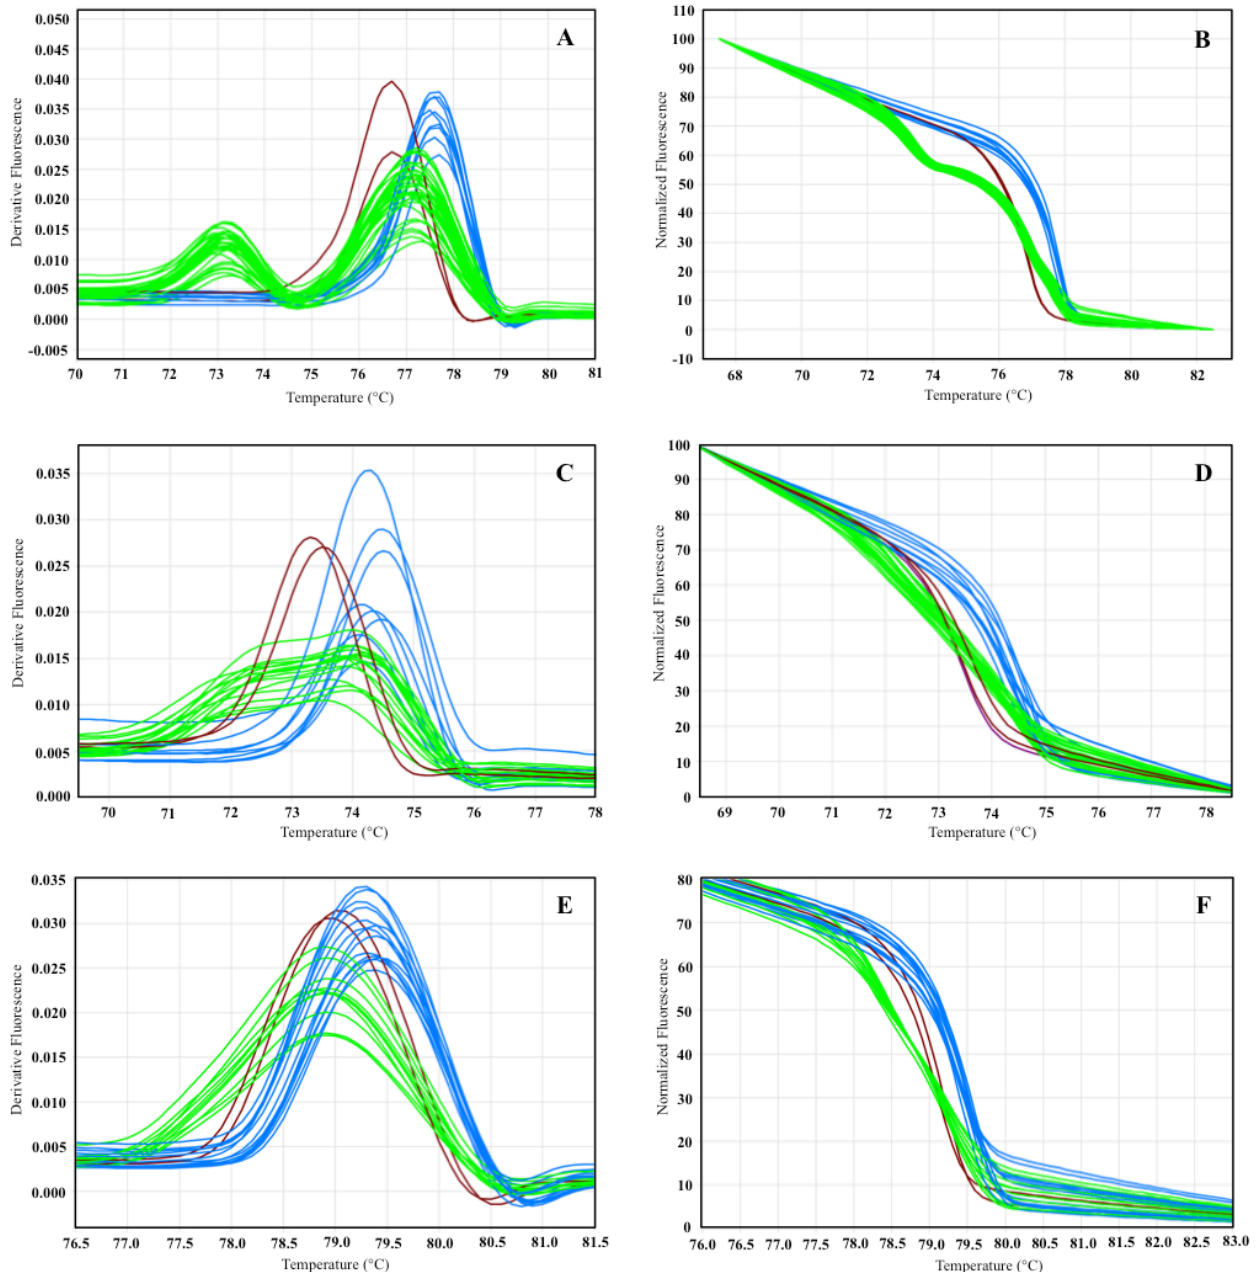 A
0.050
0.045
0.040
0.035
0.030
0.025
0.020
0.015
0.010
0.005
0.000
-0.005
Derivative Fluorescence
70 71 72 73 74 75 76 77 78 79 80 81
Temperature (°C)
B
110
100
90
80
70
60
50
40
30
20
10
0
-10
Normalized Fluorescence
68 70 72 74 76 78 80 82
Temperature (°C)
C
0.035
0.030
0.025
0.020
0.015
0.010
0.005
0.000
Derivative Fluorescence
70 71 72 73 74 75 76 77 78
Temperature (°C)
D
100
90
80
70
60
50
40
30
20
10
0
Normalized Fluorescence
69 70 71 72 73 74 75 76 77 78
Temperature (°C)
E
0.035
0.030
0.025
0.020
0.015
0.010
0.005
0.000
Derivative Fluorescence
76.5 77.0 77.5 78.0 78.5 79.0 79.5 80.0 80.5 81.0 81.5
Temperature (°C)
F
80
70
60
50
40
30
20
10
0
Normalized Fluorescence
76.0 76.5 77.0 77.5 78.0 78.5 79.0 79.5 80.0 80.5 81.0 81.5 82.0 82.5 83.0
Temperature (°C)